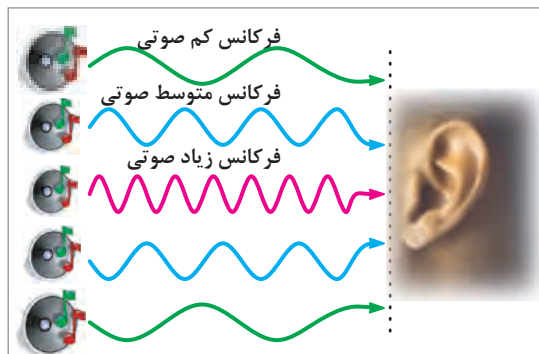 فرکانس کم صوتی
فرکانس متوسط صوتی
فرکانس زیاد صوتی